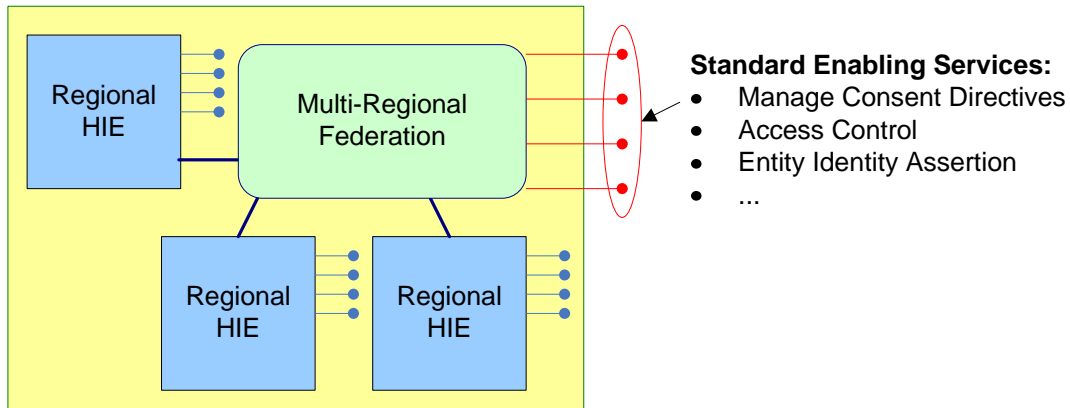 Regional
HIE
Multi-Regional
Federation
Standard Enabling Services:
• Manage Consent Directives
• Access Control
• Entity Identity Assertion
• ...
Regional
HIE
Regional
HIE